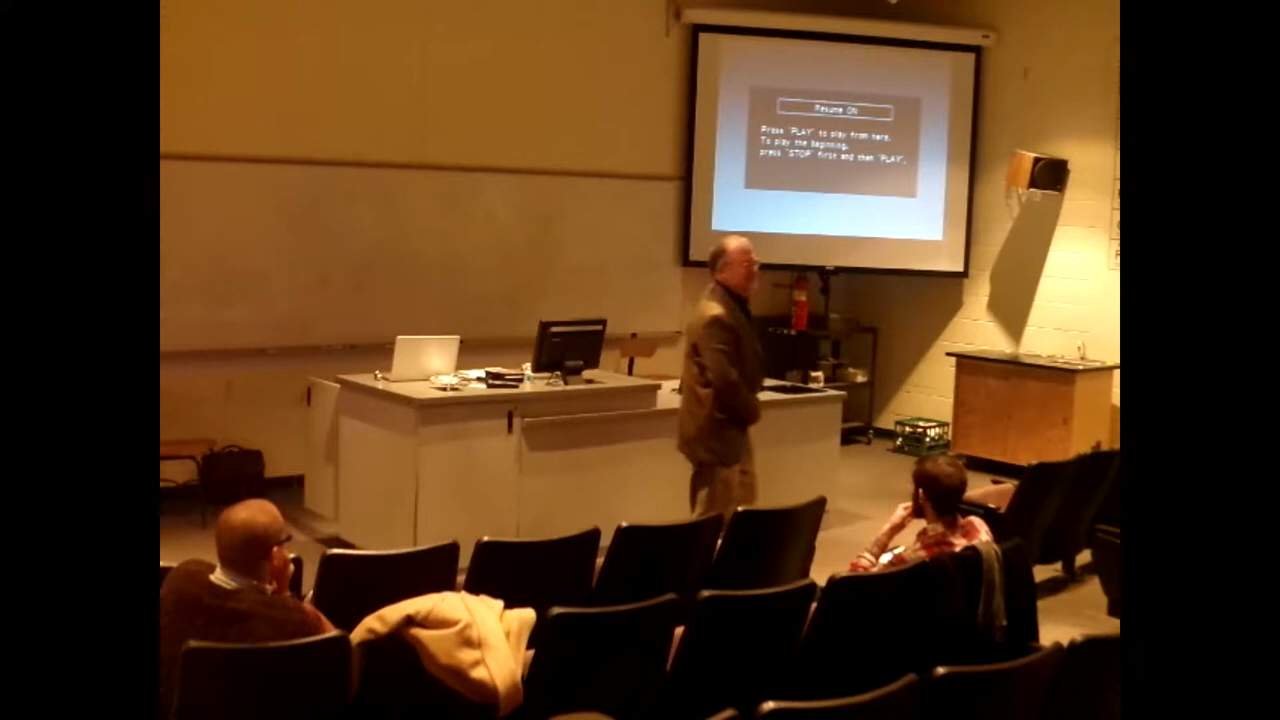 Resume ON
Press "PLAY" to play from here.
To play the beginning,
press "STOP" first and then "PLAY".